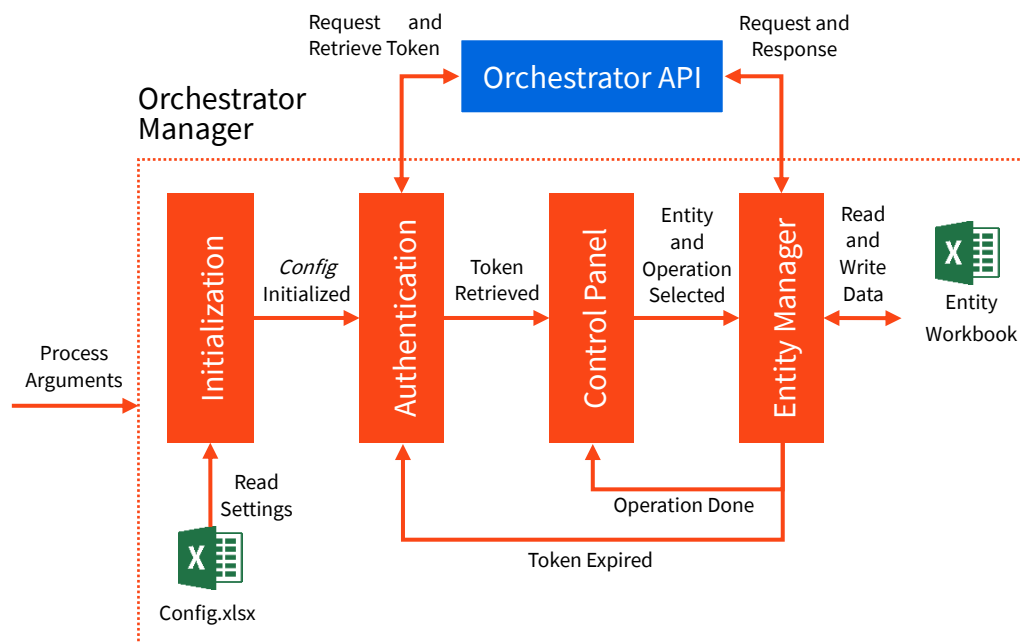 Request and
Retrieve Token
Request and
Response
Orchestrator API
Orchestrator
Manager
Initialization
Config
Initialized
Authentication
Token
Retrieved
Control Panel
Entity
and
Operation
Selected
Entity Manager
Read
and
Write
Data
X
Entity
Workbook
Process
Arguments
Read
Settings
X
Config.xlsx
Operation Done
Token Expired